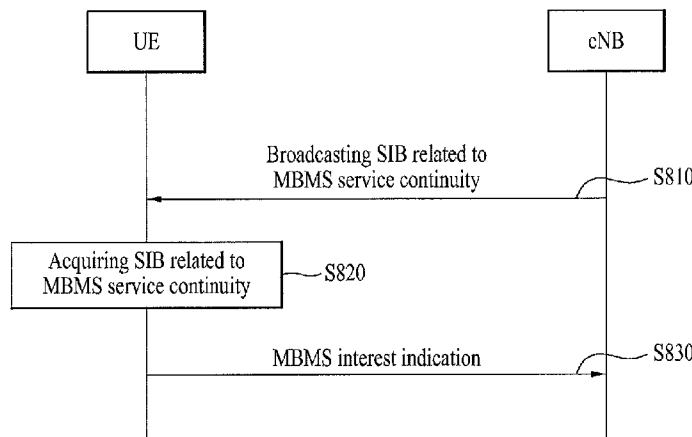 UE
eNB
Broadcasting SIB related to
MBMS service continuity
S810
Acquiring SIB related to
MBMS service continuity
S820
MBMS interest indication
S830